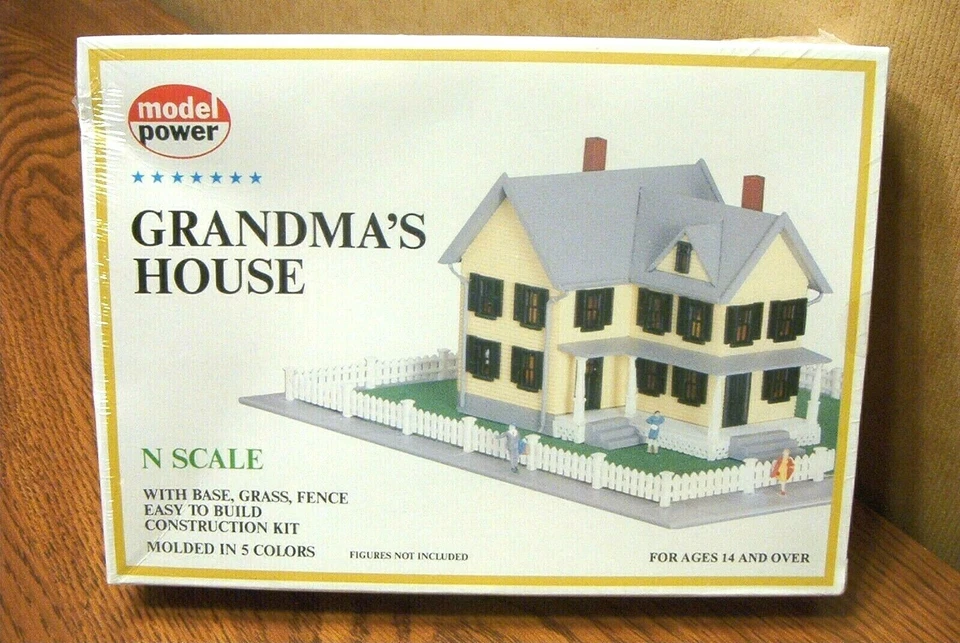 model
power
GRANDMA'S
HOUSE
N SCALE
WITH BASE, GRASS, FENCE
EASY TO BUILD
CONSTRUCTION KIT
MOLDED IN 5 COLORS
FIGURES NOT INCLUDED
FOR AGES 14 AND OVER